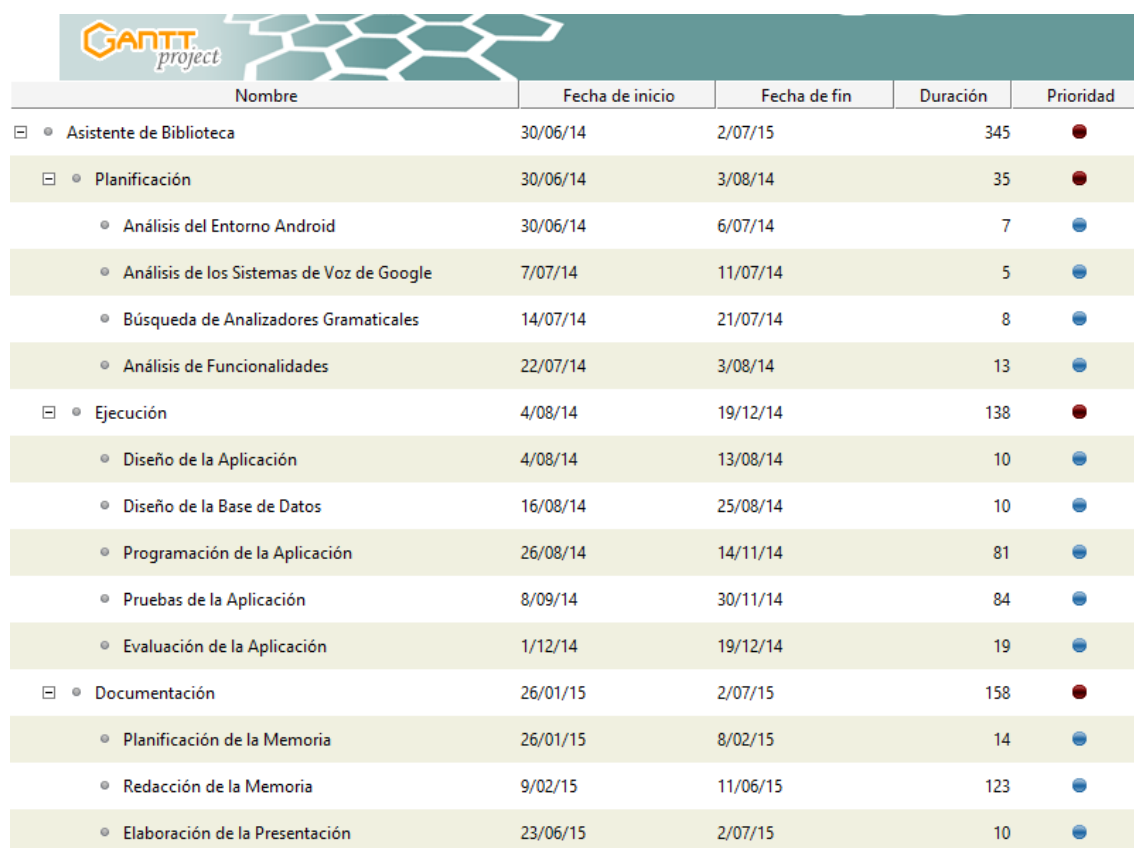 GANTT
project
Nombre Fecha de inicio Fecha de fin Duración Prioridad
Asistente de Biblioteca 30/06/14 2/07/15 345
Planificación 30/06/14 3/08/14 35
Análisis del Entorno Android 30/06/14 6/07/14 7
Análisis de los Sistemas de Voz de Google 7/07/14 11/07/14 5
Búsqueda de Analizadores Gramaticales 14/07/14 21/07/14 8
Análisis de Funcionalidades 22/07/14 3/08/14 13
Ejecución 4/08/14 19/12/14 138
Diseño de la Aplicación 4/08/14 13/08/14 10
Diseño de la Base de Datos 16/08/14 25/08/14 10
Programación de la Aplicación 26/08/14 14/11/14 81
Pruebas de la Aplicación 8/09/14 30/11/14 84
Evaluación de la Aplicación 1/12/14 19/12/14 19
Documentación 26/01/15 2/07/15 158
Planificación de la Memoria 26/01/15 8/02/15 14
Redacción de la Memoria 9/02/15 11/06/15 123
Elaboración de la Presentación 23/06/15 2/07/15 10